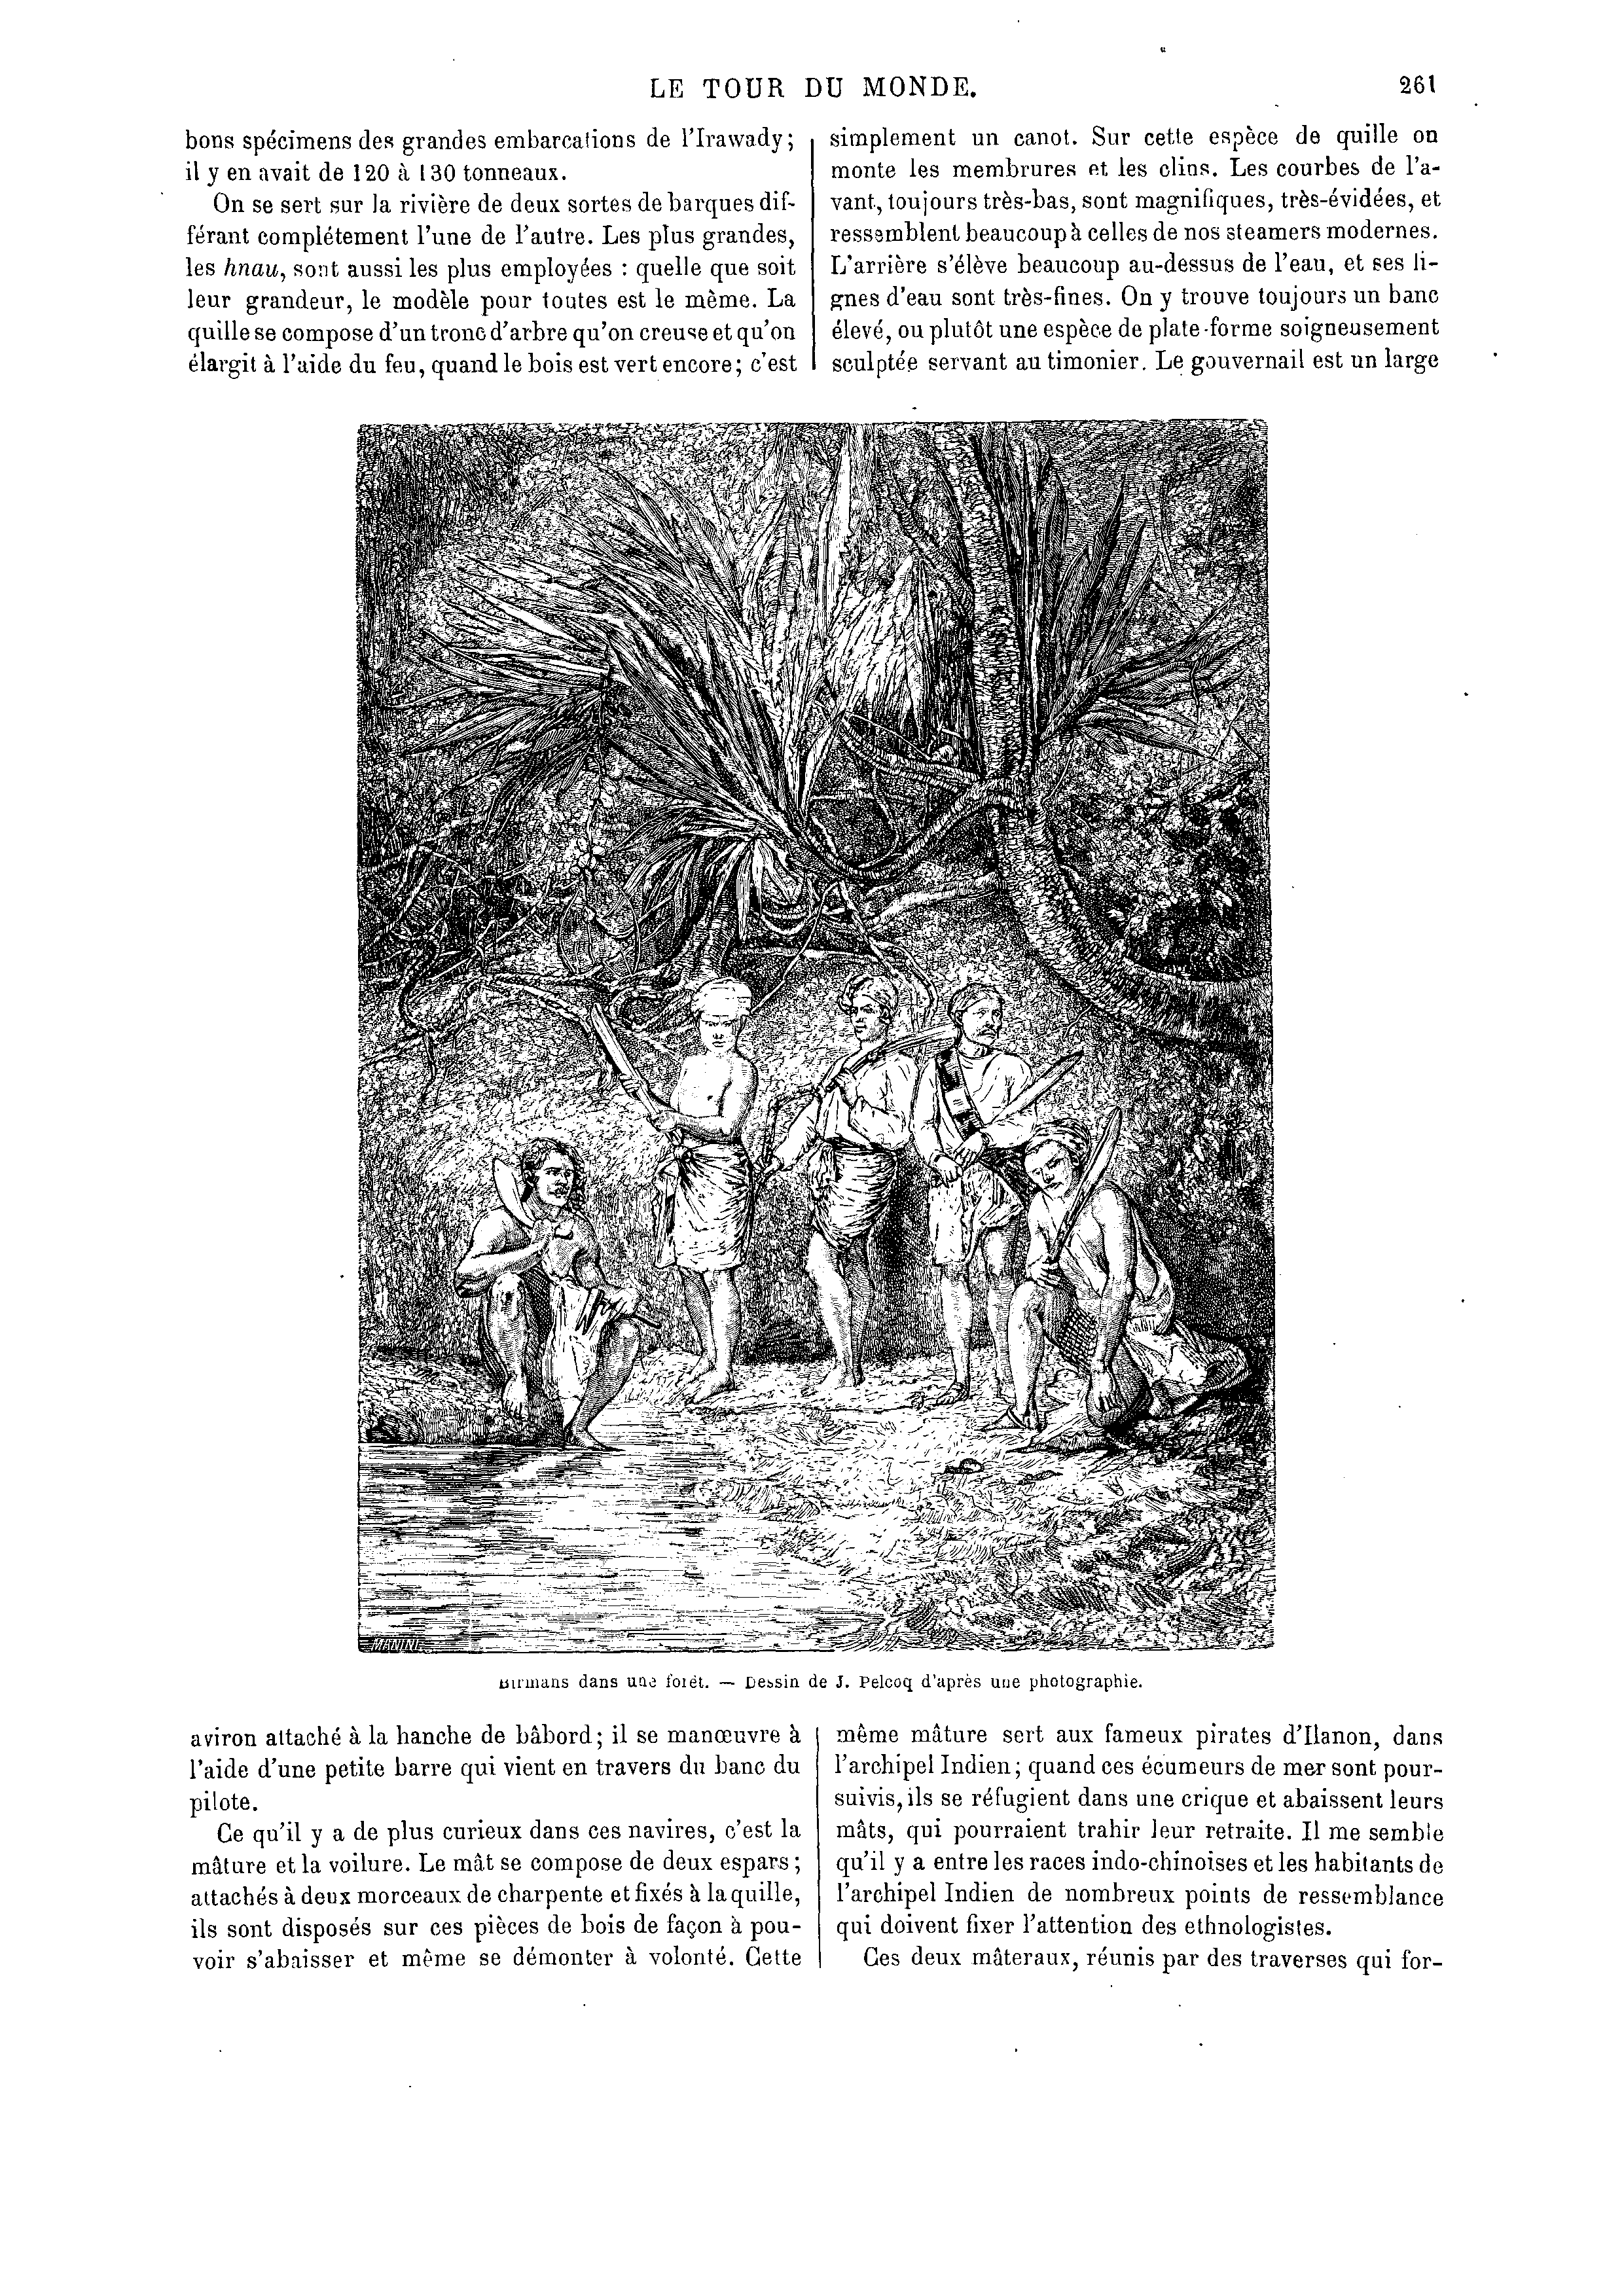 LE TOUR DU MONDE.
261
bons spécimens des grandes embarcations de l'Irawady;
il y en avait de 120 à 130 tonneaux.
On se sert sur la rivière de deux sortes de barques dif-
férant complétement l'une de l'autre. Les plus grandes,
les hnau, sont aussi les plus employées : quelle que soit
leur grandeur, le modèle pour toutes est le même. La
quille se compose d'un tronc d'arbre qu'on creuse et qu'on
élargit à l'aide du feu, quand le bois est vert encore; c'est
simplement un canot. Sur cette espèce de quille on
monte les membrures et les clins. Les courbes de l'a-
vant, toujours très-bas, sont magnifiques, très-évidées, et
ressemblent beaucoup à celles de nos steamers modernes.
L'arrière s'élève beaucoup au-dessus de l'eau, et ses li-
gnes d'eau sont très-fines. On y trouve toujours un banc
élevé, ou plutôt une espèce de plate-forme soigneusement
sculptée servant au timonier. Le gouvernail est un large
MANINI
Birmans dans une forêt. — Dessin de J. Pelcoq d'après une photographie.
aviron attaché à la hanche de bâbord; il se manœuvre à
l'aide d'une petite barre qui vient en travers du banc du
pilote.
Ce qu'il y a de plus curieux dans ces navires, c'est la
mâture et la voilure. Le mât se compose de deux espars;
attachés à deux morceaux de charpente et fixés à la quille,
ils sont disposés sur ces pièces de bois de façon à pou-
voir s'abaisser et même se démonter à volonté. Cette
même mâture sert aux fameux pirates d'Ilanon, dans
l'archipel Indien; quand ces écumeurs de mer sont pour-
suivis, ils se réfugient dans une crique et abaissent leurs
mâts, qui pourraient trahir leur retraite. Il me semble
qu'il y a entre les races indo-chinoises et les habitants de
l'archipel Indien de nombreux points de ressemblance
qui doivent fixer l'attention des ethnologistes.
Ces deux mâteraux, réunis par des traverses qui for-